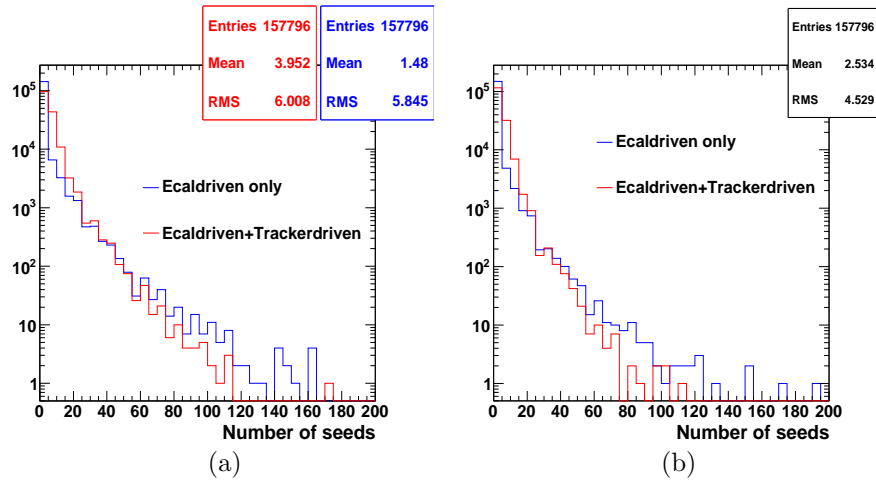 Entries 157796
Mean 3.952
RMS 6.008
Entries 157796
Mean 1.48
RMS 5.845
10^5
10^4
10^3
10^2
10
1
Ecaldriven only
Ecaldriven+Trackerdriven
0 20 40 60 80 100 120 140 160 180 200
Number of seeds
(a)
Entries 157796
Mean 2.534
RMS 4.529
10^5
10^4
10^3
10^2
10
1
Ecaldriven only
Ecaldriven+Trackerdriven
0 20 40 60 80 100 120 140 160 180 200
Number of seeds
(b)